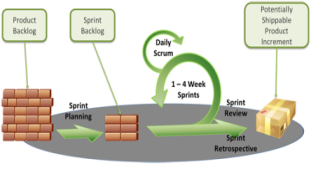 Product
Backlog
Sprint
Backlog
Potentially
Shippable
Product
Increment
Daily
Scrum
1 – 4 Week
Sprints
Sprint
Planning
Sprint
Review
Sprint
Retrospective